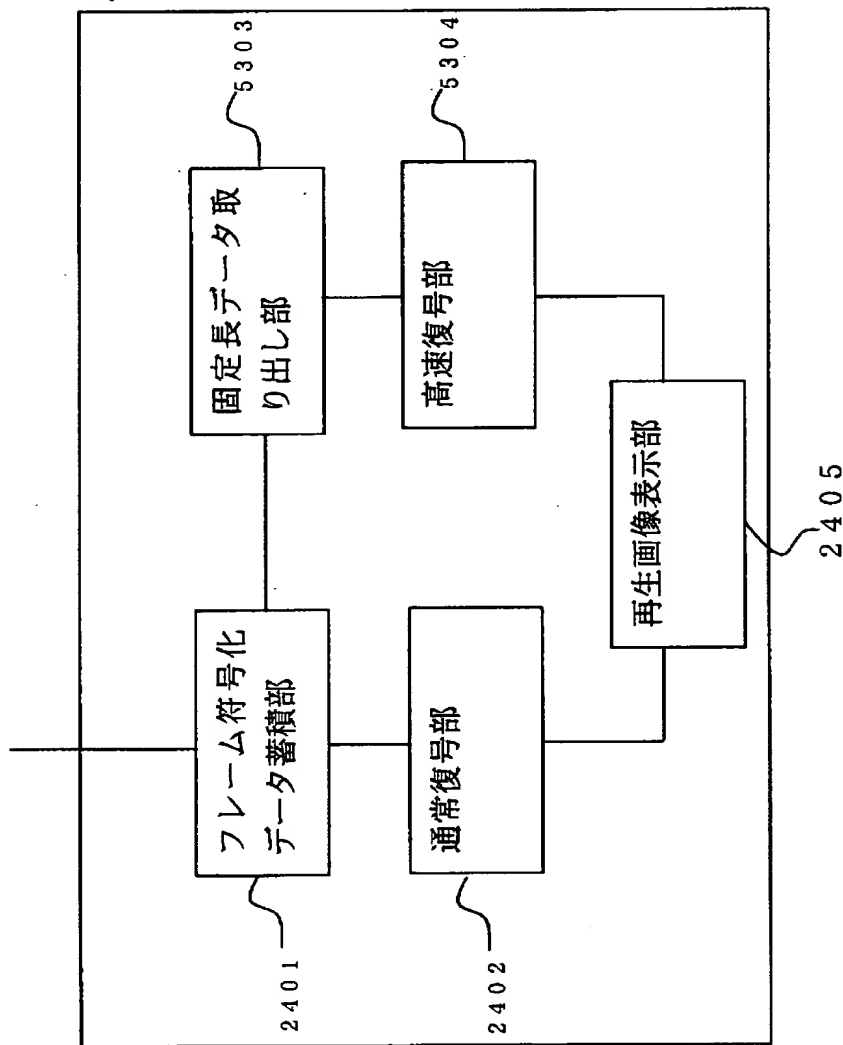 フレーム符号化
データ蓄積部
2401
固定長データ取
り出し部
5303
通常復号部
2402
高速復号部
5304
再生画像表示部
2405